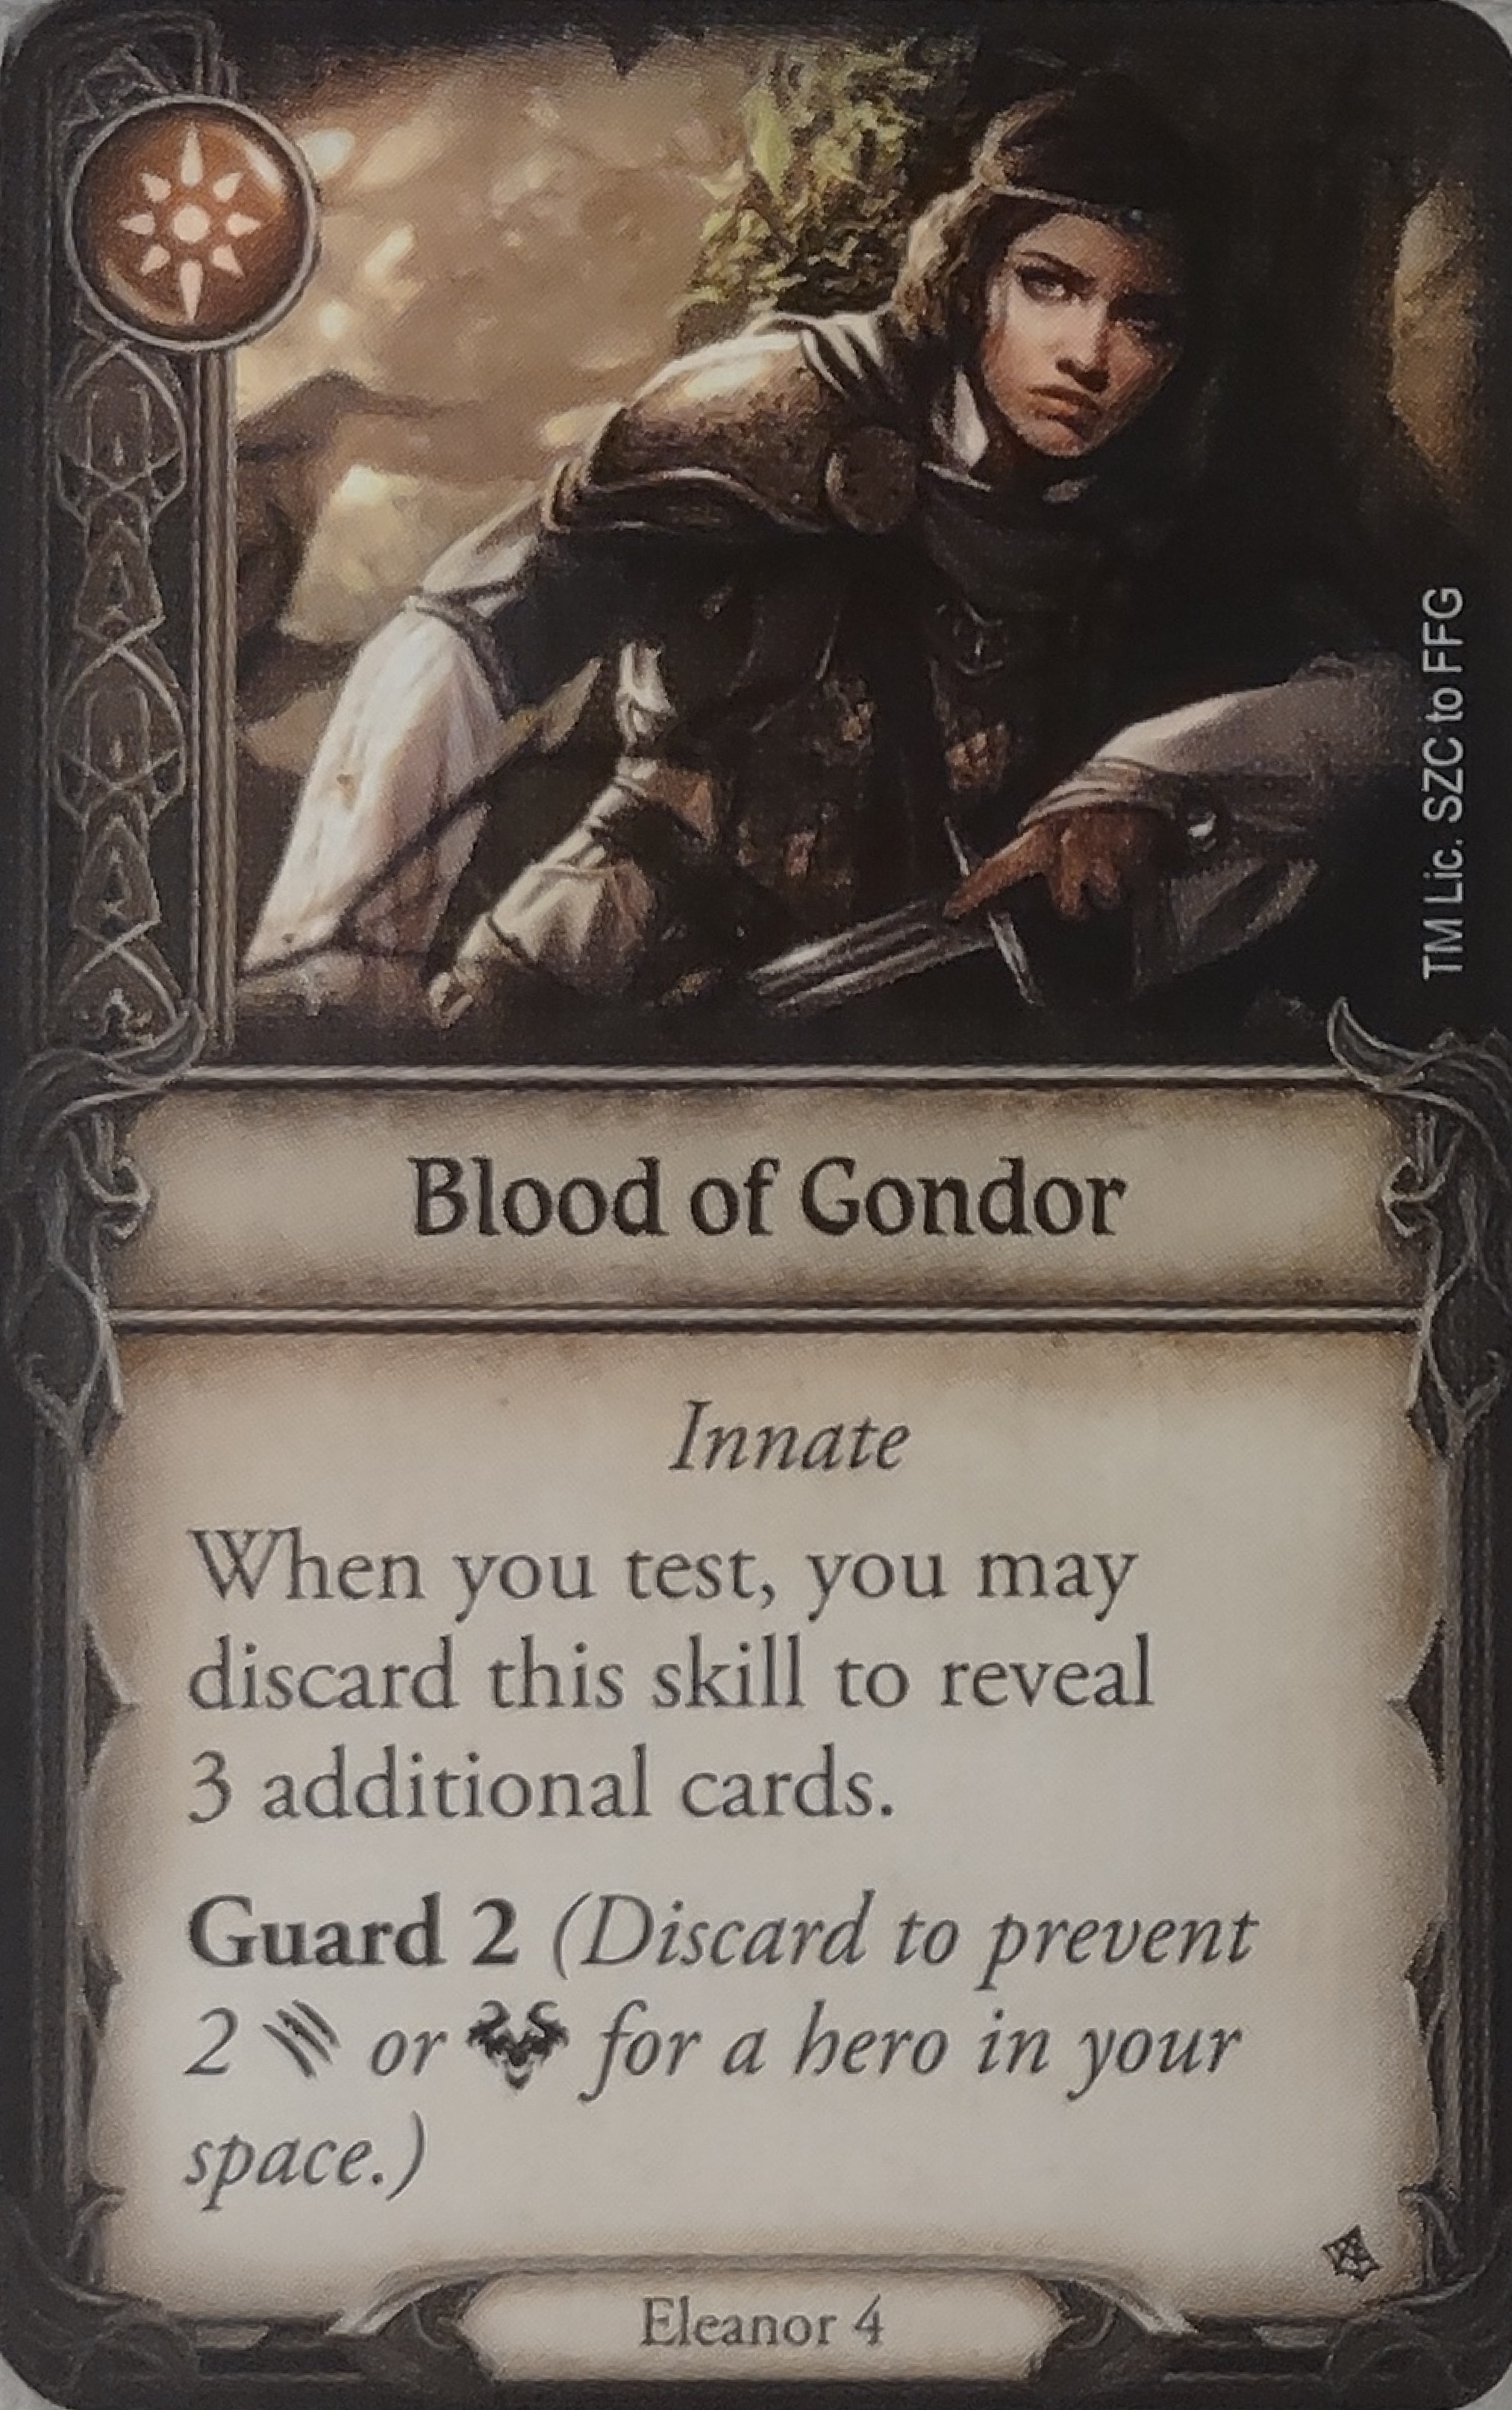 TM Lic. SZC to FFG
Blood of Gondor
Innate
When you test, you may
discard this skill to reveal
3 additional cards.
Guard 2 (Discard to prevent
2 or for a hero in your
space.)
Eleanor 4